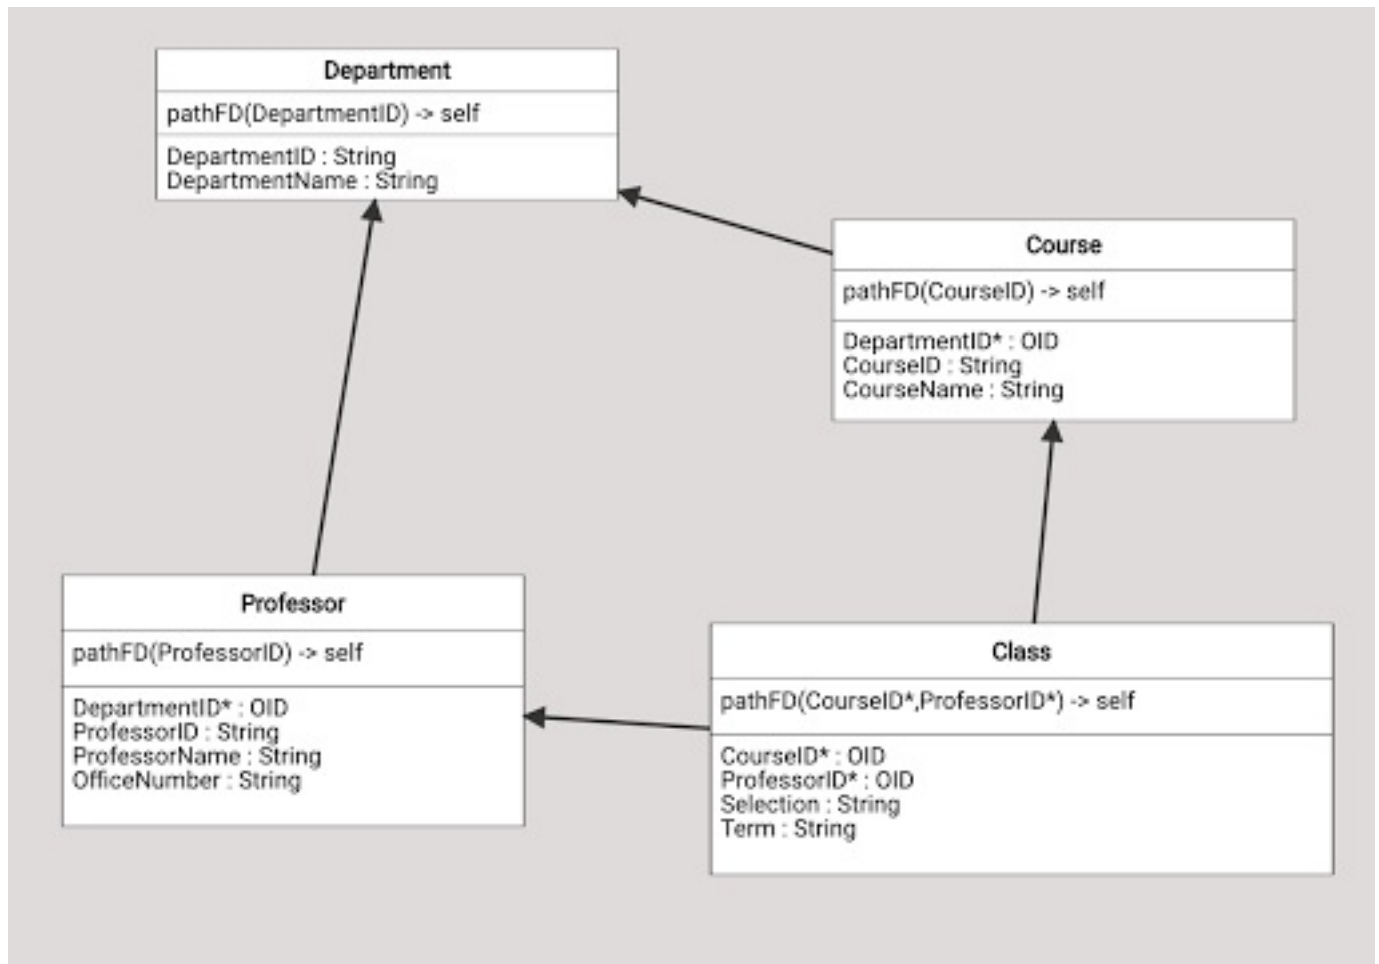 Department
pathFD(DepartmentID) -> self
DepartmentID : String
DepartmentName : String
Course
pathFD(CourseID) -> self
DepartmentID* : OID
CourseID : String
CourseName : String
Professor
pathFD(ProfessorID) -> self
DepartmentID* : OID
ProfessorID : String
ProfessorName : String
OfficeNumber : String
Class
pathFD(CourseID*,ProfessorID*) -> self
CourseID* : OID
ProfessorID* : OID
Selection : String
Term : String